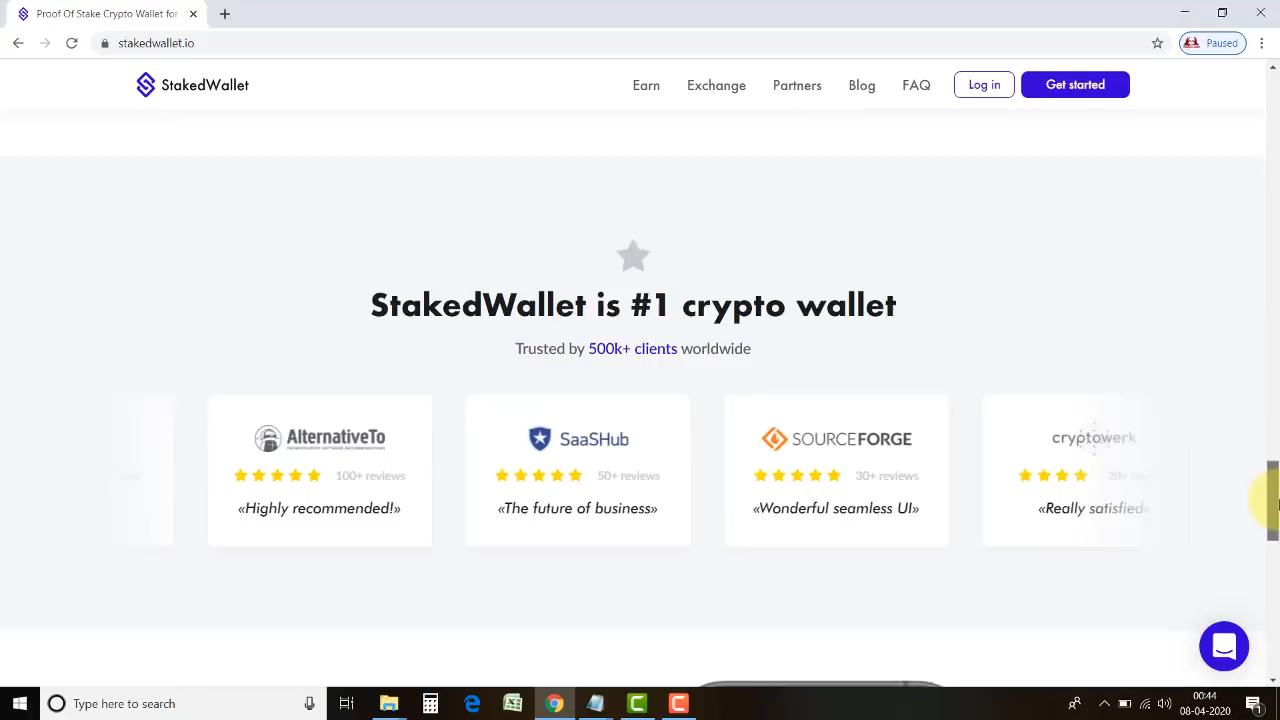 Proof Of Stake Crypto Wallet for
stakedwallet.io
Paused
StakedWallet
Earn
Exchange
Partners
Blog
FAQ
Log in
Get started
StakedWallet is #1 crypto wallet
Trusted by 500k+ clients worldwide
AlternativeTo
100+ reviews
«Highly recommended!»
SaaSHub
50+ reviews
«The future of business»
SOURCEFORGE
30+ reviews
«Wonderful seamless UI»
cryptowerk
20+
«Really satisfied»
Type here to search
00:44
08-04-2020